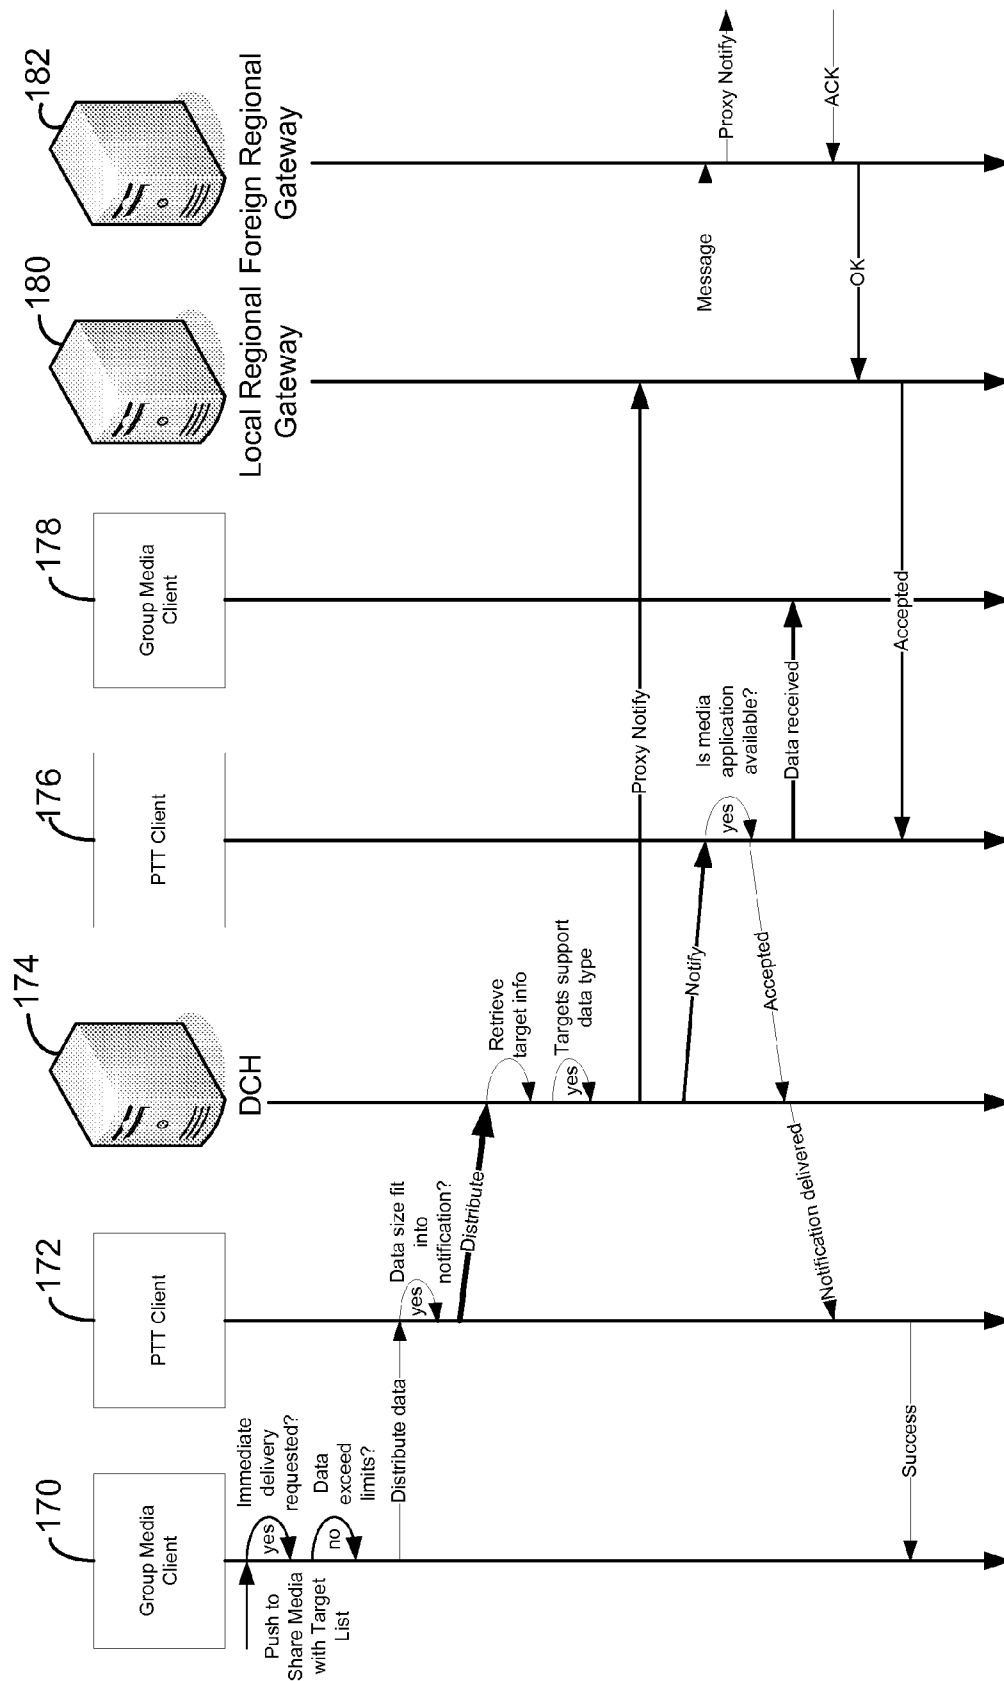 170
172
174
176
178
180
182
Group Media
Client
PTT Client
DCH
PTT Client
Group Media
Client
Local Regional
Gateway
Foreign Regional
Gateway
Push to
Share Media
with Target
List
yes
Immediate
delivery
requested?
no
Data
exceed
limits?
Distribute data
yes
Data size fit
into
notification?
Distribute
Retrieve
target info
yes
Targets support
data type
Proxy Notify
Notify
yes
Is media
application
available?
Message
Proxy Notify
Accepted
Data received
Notification delivered
ACK
OK
Accepted
Success